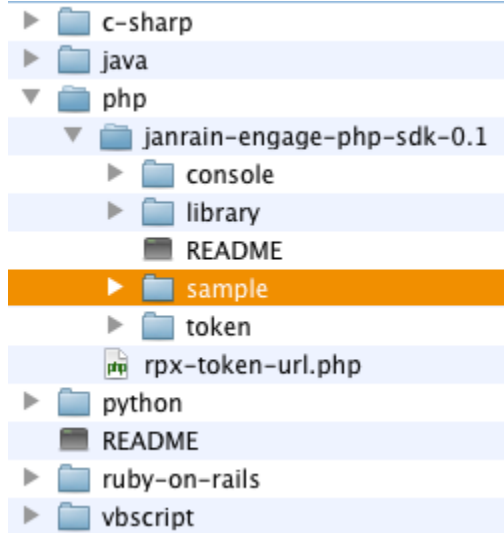 c-sharp
java
php
janrain-engage-php-sdk-0.1
console
library
README
sample
token
php rpx-token-url.php
python
README
ruby-on-rails
vbscript